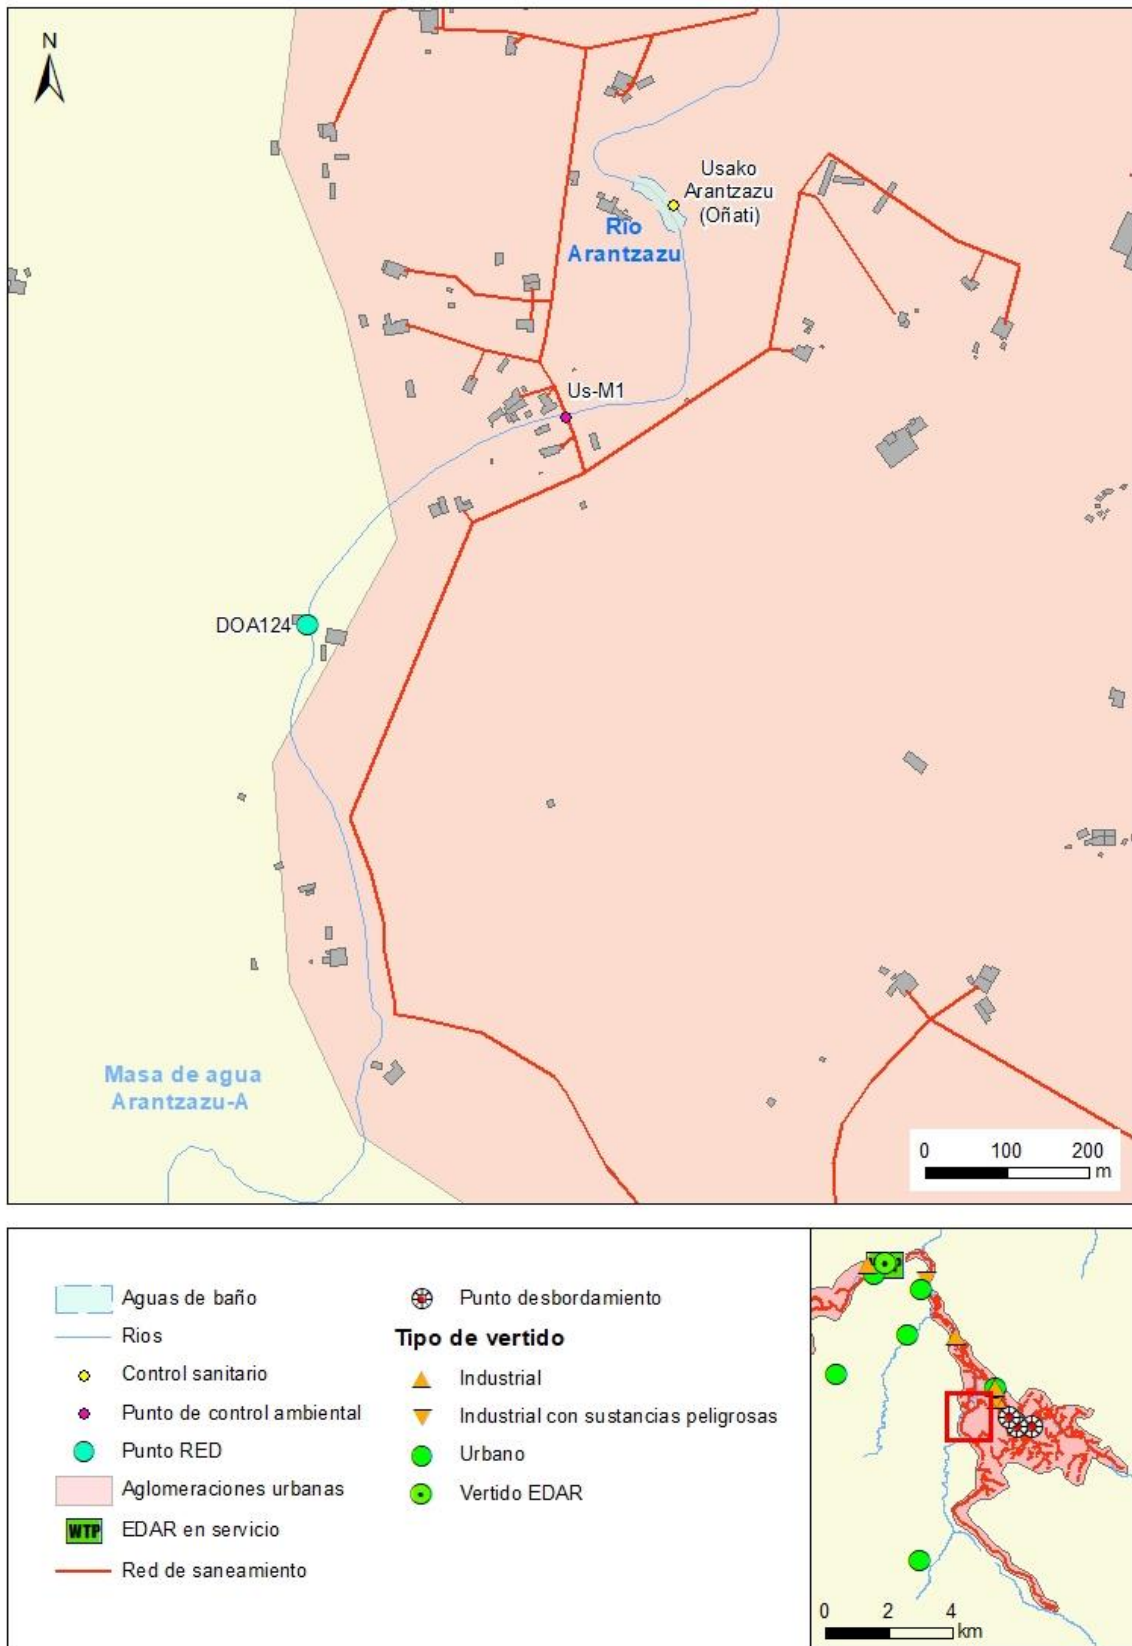 N
Usako
Arantzazu
(Oñati)
Río
Arantzazu
Us-M1
DOA124
Masa de agua
Arantzazu-A
0 100 200
m
Aguas de baño
Rios
Control sanitario
Punto de control ambiental
Punto RED
Aglomeraciones urbanas
WTP EDAR en servicio
Red de saneamiento
Punto desbordamiento
Tipo de vertido
Industrial
Industrial con sustancias peligrosas
Urbano
Vertido EDAR
0 2 4
km